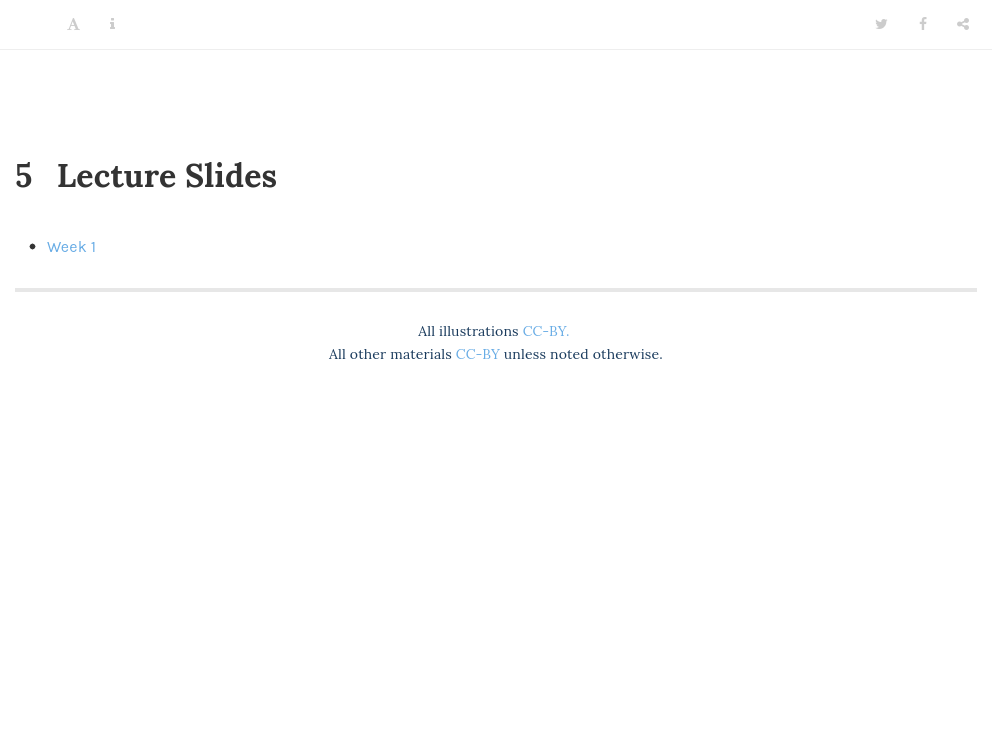 5 Lecture Slides
Week 1
All illustrations CC-BY.
All other materials CC-BY unless noted otherwise.